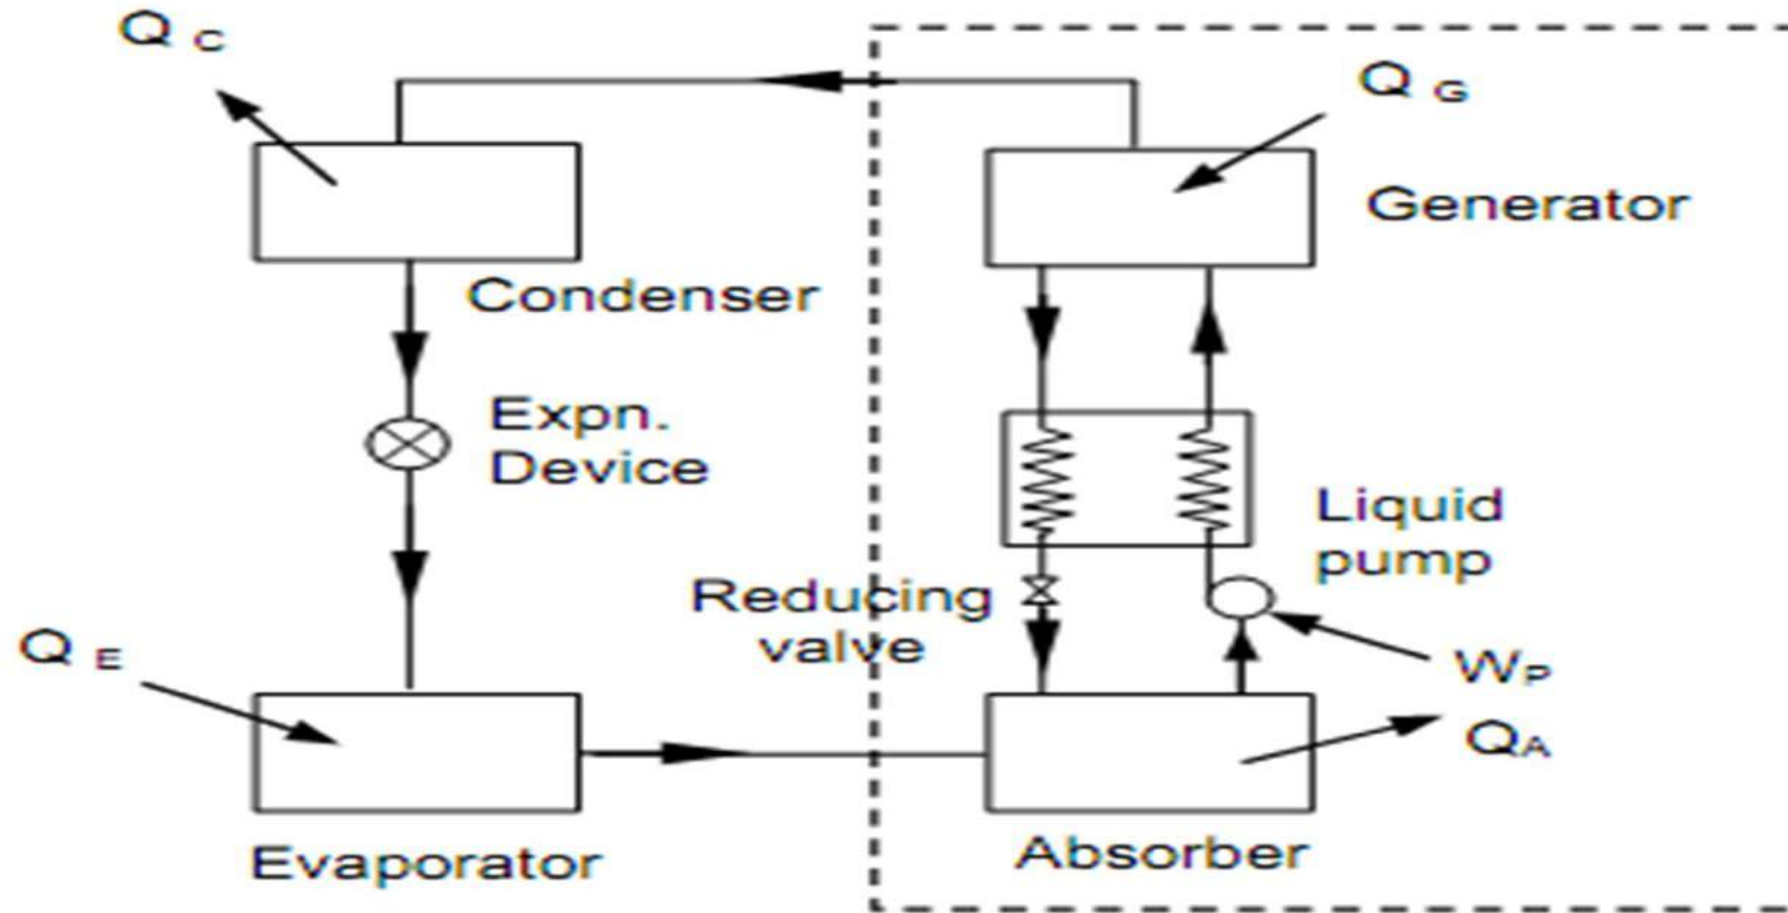 Q C
Q G
Generator
Condenser
Expn.
Device
Liquid
pump
Reducing
valve
Q E
WP
QA
Evaporator
Absorber